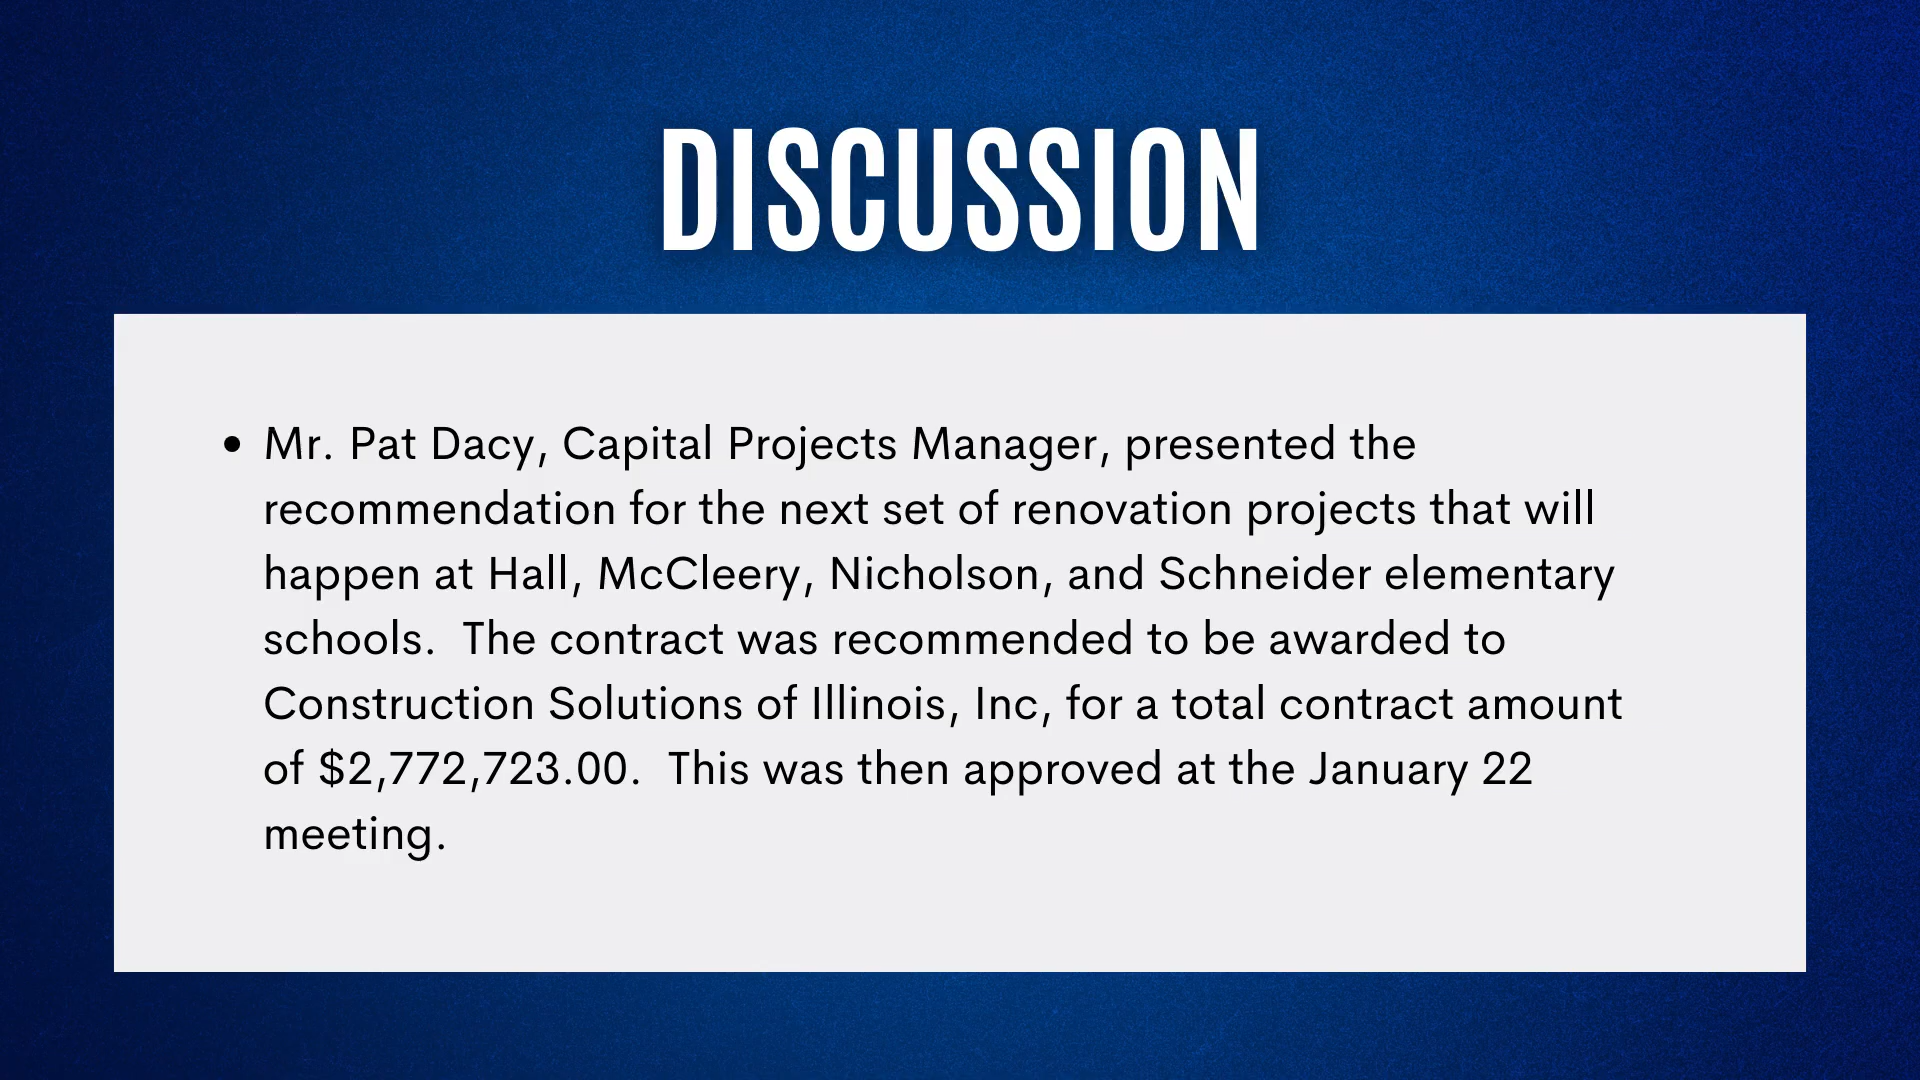 DISCUSSION
• Mr. Pat Dacy, Capital Projects Manager, presented the
recommendation for the next set of renovation projects that will
happen at Hall, McCleery, Nicholson, and Schneider elementary
schools.  The contract was recommended to be awarded to
Construction Solutions of Illinois, Inc, for a total contract amount
of $2,772,723.00.  This was then approved at the January 22
meeting.